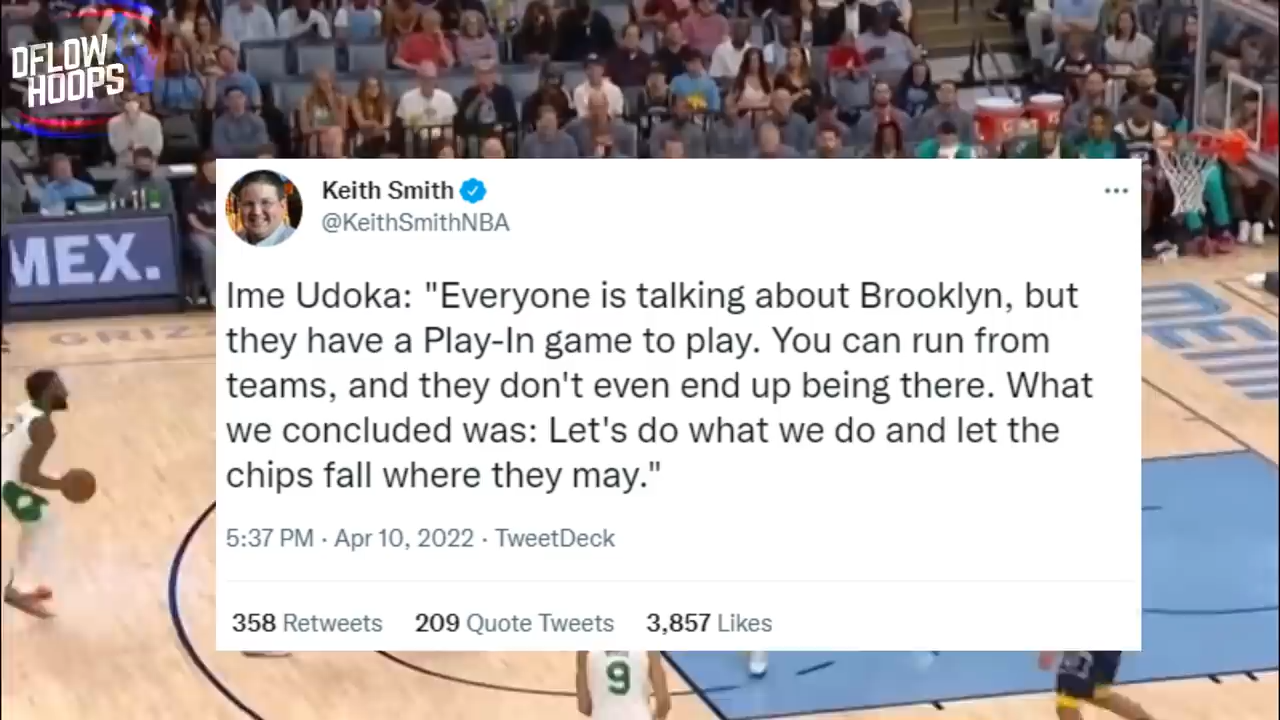 DFLOW
HOOPS
MEX.
GRIZ
Keith Smith
@KeithSmithNBA
Ime Udoka: "Everyone is talking about Brooklyn, but
they have a Play-In game to play. You can run from
teams, and they don't even end up being there. What
we concluded was: Let's do what we do and let the
chips fall where they may."
5:37 PM · Apr 10, 2022 · TweetDeck
358 Retweets 209 Quote Tweets 3,857 Likes
9